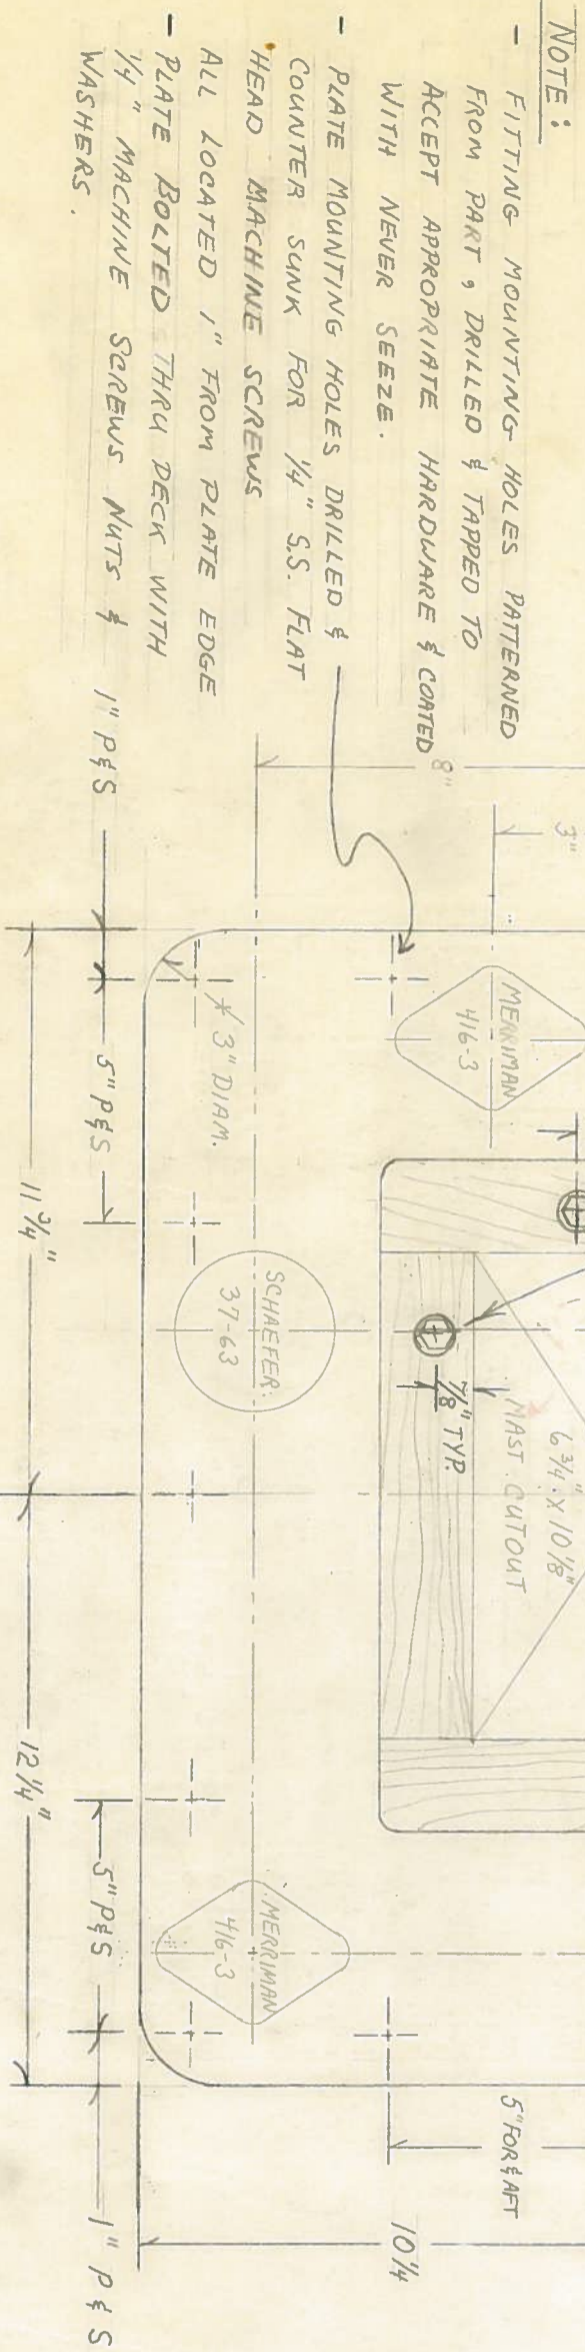 NOTE:
- FITTING MOUNTING HOLES PATTERNED
FROM PART, DRILLED & TAPPED TO
ACCEPT APPROPRIATE HARDWARE & COATED
WITH NEVER SEEZE.
- PLATE MOUNTING HOLES DRILLED &
COUNTER SUNK FOR 1/4" S.S. FLAT
HEAD MACHINE SCREWS
ALL LOCATED 1" FROM PLATE EDGE
- PLATE BOLTED THRU DECK WITH
1/4" MACHINE SCREWS NUTS &
WASHERS.
3"
8"
1" P&S
MERRIMAN
416-3
3" DIAM.
5" P&S
11 3/4"
SCHAEFER
37-63
7/8" TYP.
6 3/4" X 10 1/8"
MAST CUTOUT
12 1/4"
5" P&S
MERRIMAN
416-3
5" FOR & AFT
10 1/4
1" P & S